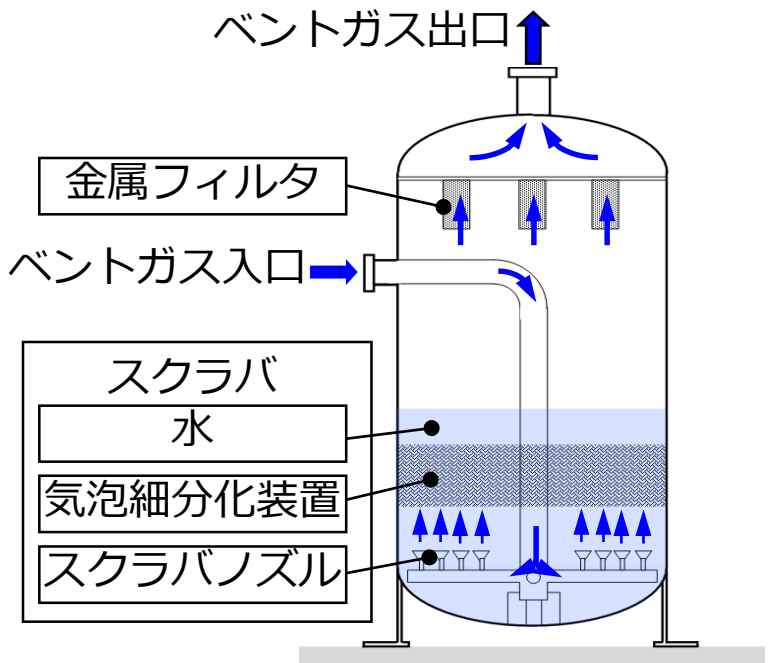 ベントガス出口
金属フィルタ
ベントガス入口
スクラバ
水
気泡細分化装置
スクラバノズル